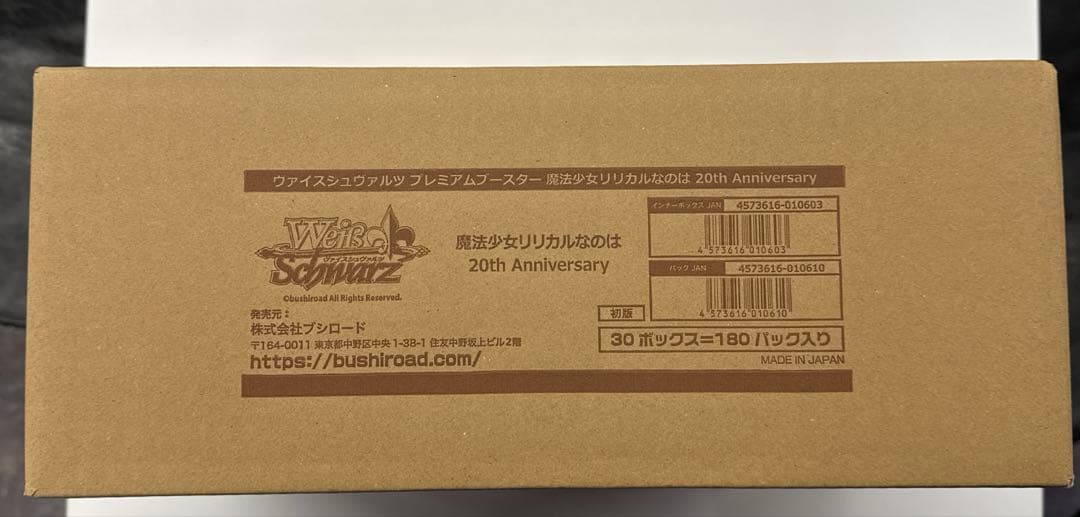 ヴァイスシュヴァルツ プレミアムブースター 魔法少女リリカルなのは 20th Anniversary
Weiß
ヴァイスシュヴァルツ
Schwarz
©bushiroad All Rights Reserved.
魔法少女リリカルなのは
20th Anniversary
インナーボックス JAN 4573616-010603
4 573616 010603
パック JAN 4573616-010610
4 573616 010610
発売元：
株式会社ブシロード
〒164-0011 東京都中野区中央1-38-1 住友中野坂上ビル2階
https://bushiroad.com/
初版
30 ボックス=180 パック入り
MADE IN JAPAN